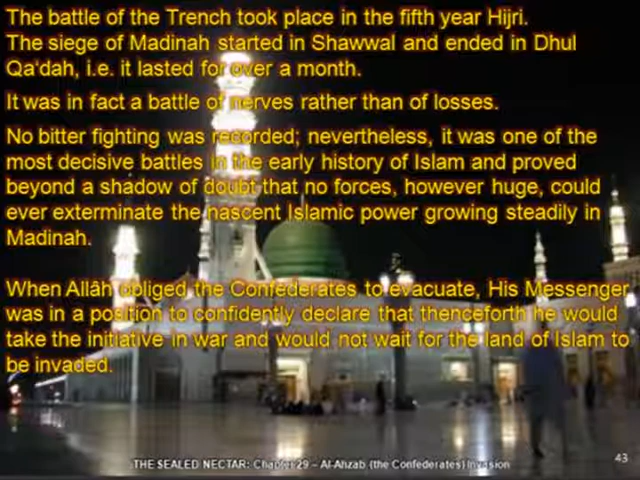 The battle of the Trench took place in the fifth year Hijri.
The siege of Madinah started in Shawwal and ended in Dhul
Qa'dah, i.e. it lasted for over a month.
It was in fact a battle of nerves rather than of losses.
No bitter fighting was recorded; nevertheless, it was one of the
most decisive battles in the early history of Islam and proved
beyond a shadow of doubt that no forces, however huge, could
ever exterminate the nascent Islamic power growing steadily in
Madinah.
When Allâh obliged the Confederates to evacuate, His Messenger
was in a position to confidently declare that thenceforth he would
take the initiative in war and would not wait for the land of Islam to
be invaded.
THE SEALED NECTAR: Chapter 29 – Al-Ahzab (the Confederates) Invasion
43